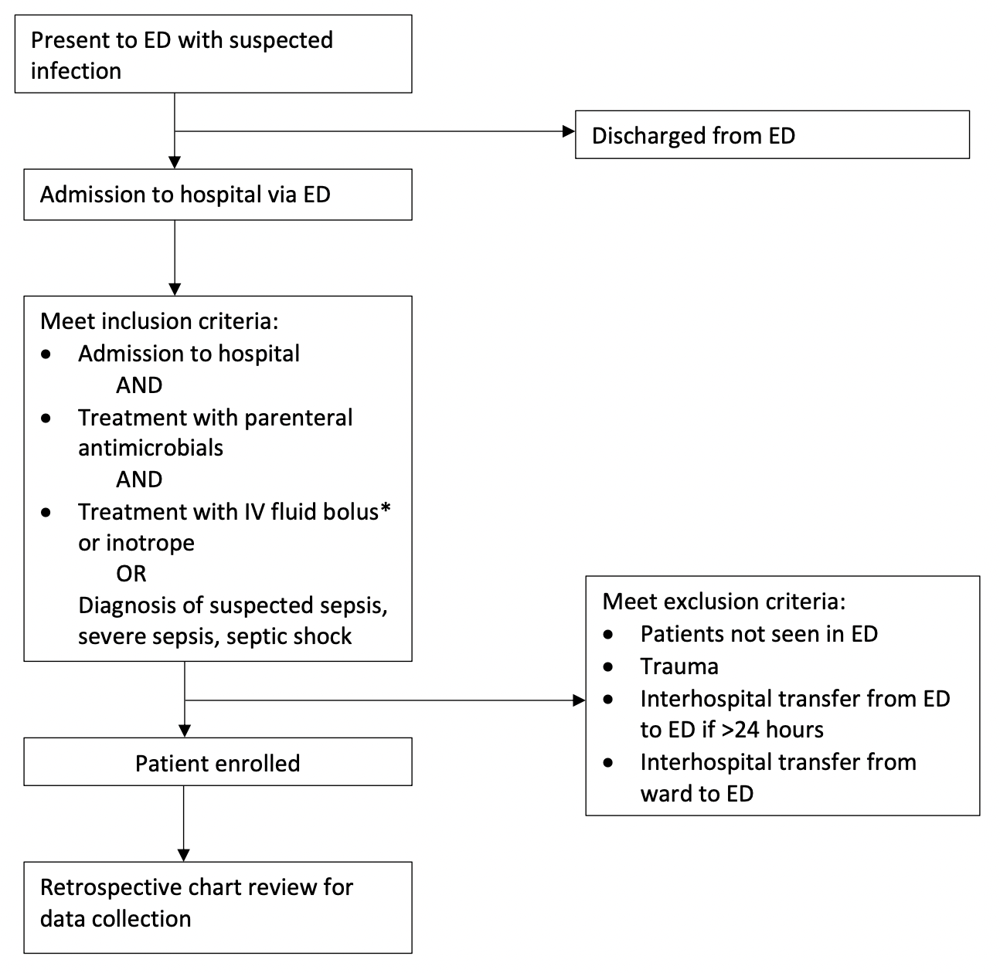 Present to ED with suspected
infection
Discharged from ED
Admission to hospital via ED
Meet inclusion criteria:
• Admission to hospital
AND
• Treatment with parenteral
antimicrobials
AND
• Treatment with IV fluid bolus*
or inotrope
OR
Diagnosis of suspected sepsis,
severe sepsis, septic shock
Meet exclusion criteria:
• Patients not seen in ED
• Trauma
• Interhospital transfer from ED
to ED if >24 hours
• Interhospital transfer from
ward to ED
Patient enrolled
Retrospective chart review for
data collection